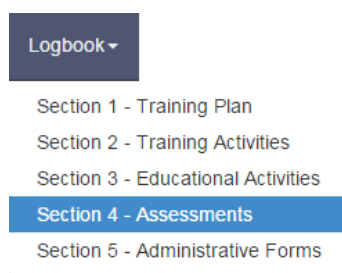 Logbook
Section 1 - Training Plan
Section 2 - Training Activities
Section 3 - Educational Activities
Section 4 - Assessments
Section 5 - Administrative Forms